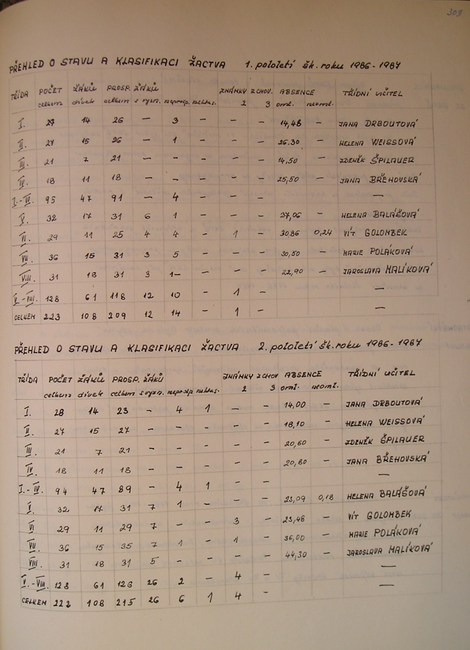 309
PŘEHLED O STAVU A KLASIFIKACI ŽACTVA 1. pololetí šk. roku 1986-1987
TŘÍDA POČET ŽÁKŮ PROSP. ŽÁKŮ ZNÁMKY Z CHOV. ABSENCE TŘÍDNÍ UČITEL
celkem dívek celkem s vyzn. neprosp. neklas. 2 3 oml. neoml.
I. 27 14 26 – 3 – – 14,48 JANA DRBOUTOVÁ
II. 27 15 26 – 1 – – 25,30 HELENA WEISSOVÁ
III. 21 7 21 – – – – 14,50 ZDENĚK ŠPILAUER
IV. 18 11 18 – – – – 25,50 JANA BŘEHOVSKÁ
I.-IV. 95 47 91 – 4 – – –
V. 32 17 31 6 1 – – 27,06 HELENA BALÁŠOVÁ
VI. 29 11 25 4 4 – 1 – 30,86 0,24 VÍT GOLOMBEK
VII. 36 15 31 3 5 – – 30,50 MARIE POLÁKOVÁ
VIII. 31 18 31 3 1– – – 22,90 JAROSLAVA MALÍKOVÁ
V.-VIII. 128 61 118 12 10 – 1 – –
CELKEM 223 108 209 12 14 – 1 – –
PŘEHLED O STAVU A KLASIFIKACI ŽACTVA 2. pololetí šk. roku 1986-1987
TŘÍDA POČET ŽÁKŮ PROSP. ŽÁKŮ ZNÁMKY Z CHOV. ABSENCE TŘÍDNÍ UČITEL
celkem dívek celkem s vyzn. neprosp. neklas. 2 3 oml. neoml.
I. 28 14 23 – 4 1 – – 14,00 JANA DRBOUTOVÁ
II. 27 15 27 – – – – – 18,10 HELENA WEISSOVÁ
III. 21 7 21 – – – – – 20,60 ZDENĚK ŠPILAUER
IV. 18 11 18 – – – – – 20,80 JANA BŘEHOVSKÁ
I.-IV. 94 47 89 – 4 1 – – –
V. 32 17 31 7 1 – – – 22,09 0,18 HELENA BALÁŠOVÁ
VI. 29 11 29 7 – – 3 – 23,46 VÍT GOLOMBEK
VII. 36 15 35 7 1 – 1 – 36,00 MARIE POLÁKOVÁ
VIII. 31 18 31 5 – – – – 44,30 JAROSLAVA MALÍKOVÁ
V.-VIII. 128 61 126 26 2 – 4 – –
CELKEM 222 108 215 26 6 1 4 – –